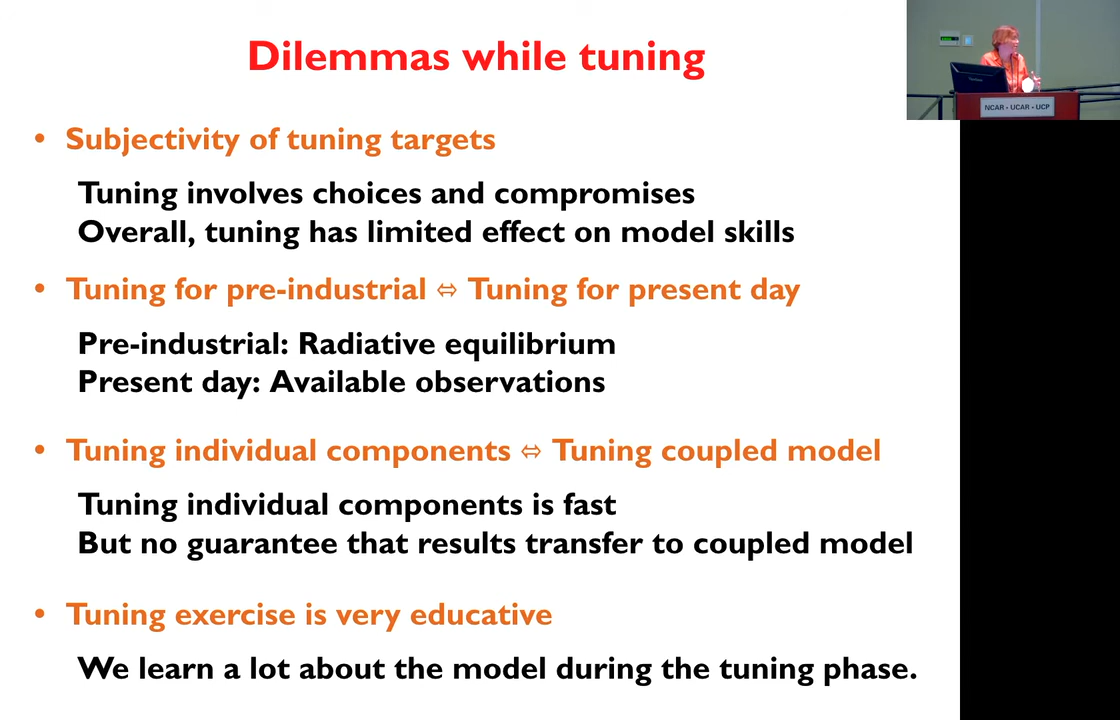 Dilemmas while tuning
• Subjectivity of tuning targets
Tuning involves choices and compromises
Overall, tuning has limited effect on model skills
• Tuning for pre-industrial ⇔ Tuning for present day
Pre-industrial: Radiative equilibrium
Present day: Available observations
• Tuning individual components ⇔ Tuning coupled model
Tuning individual components is fast
But no guarantee that results transfer to coupled model
• Tuning exercise is very educative
We learn a lot about the model during the tuning phase.
NCAR • UCAR • UCP